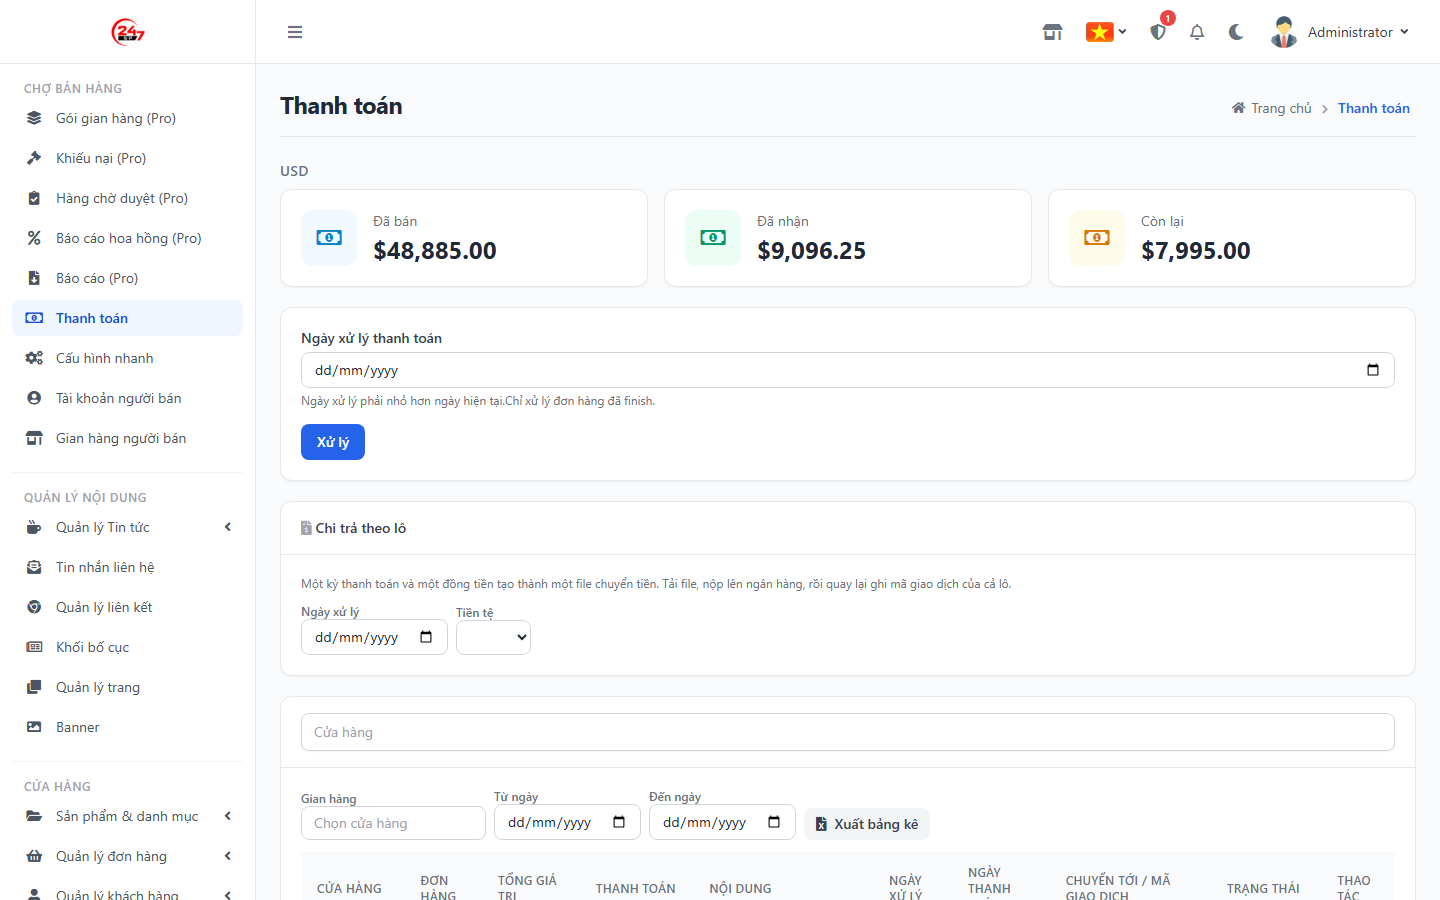 247
1
Administrator
CHỢ BÁN HÀNG
Gói gian hàng (Pro)
Khiếu nại (Pro)
Hàng chờ duyệt (Pro)
Báo cáo hoa hồng (Pro)
Báo cáo (Pro)
Thanh toán
Cấu hình nhanh
Tài khoản người bán
Gian hàng người bán
QUẢN LÝ NỘI DUNG
Quản lý Tin tức
Tin nhắn liên hệ
Quản lý liên kết
Khối bố cục
Quản lý trang
Banner
CỬA HÀNG
Sản phẩm & danh mục
Quản lý đơn hàng
Quản lý khách hàng
Thanh toán
Trang chủ
Thanh toán
USD
Đã bán
$48,885.00
Đã nhận
$9,096.25
Còn lại
$7,995.00
Ngày xử lý thanh toán
dd/mm/yyyy
Ngày xử lý phải nhỏ hơn ngày hiện tại.Chỉ xử lý đơn hàng đã finish.
Xử lý
Chi trả theo lô
Một kỳ thanh toán và một đồng tiền tạo thành một file chuyển tiền. Tải file, nộp lên ngân hàng, rồi quay lại ghi mã giao dịch của cả lô.
Ngày xử lý
Tiền tệ
dd/mm/yyyy
Cửa hàng
Gian hàng
Từ ngày
Đến ngày
Chọn cửa hàng
dd/mm/yyyy
dd/mm/yyyy
Xuất bảng kê
CỬA HÀNG
ĐƠN HÀNG
TỔNG GIÁ TRỊ
THANH TOÁN
NỘI DUNG
NGÀY XỬ LÝ
NGÀY THANH
CHUYỂN TỚI / MÃ GIAO DỊCH
TRẠNG THÁI
THAO TÁC